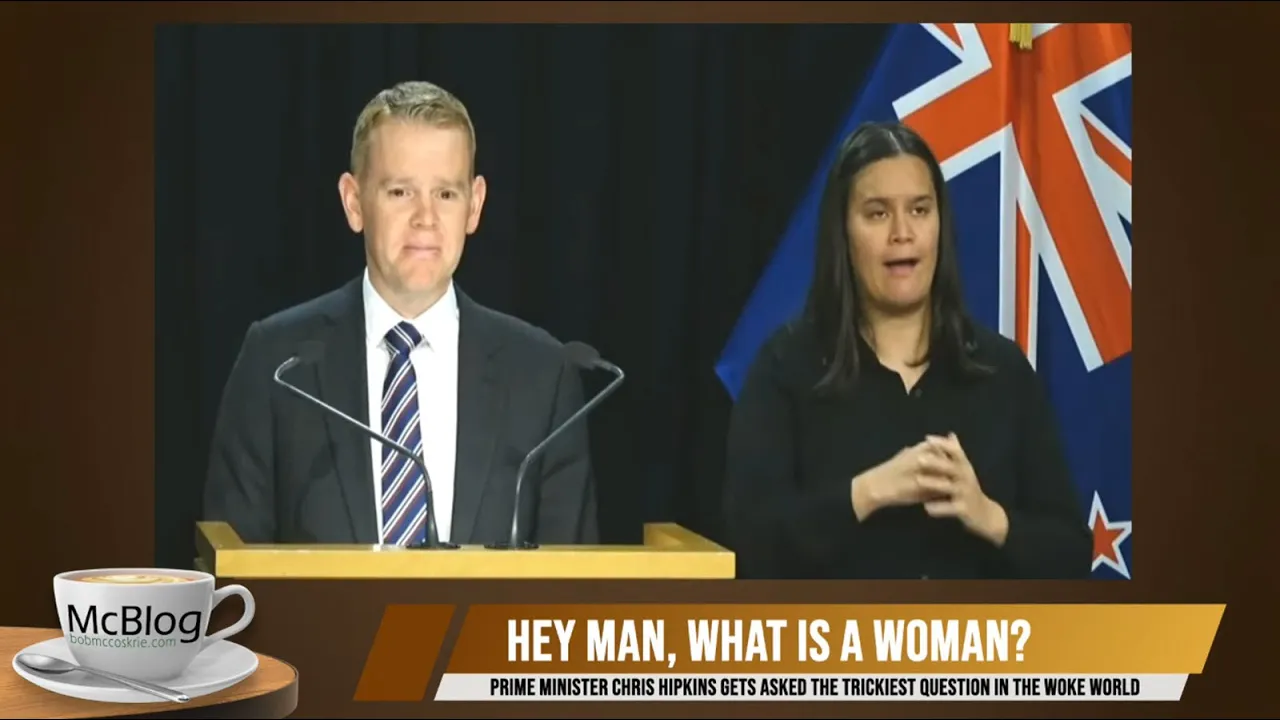 McBlog
bobmccoskrie.com
HEY MAN, WHAT IS A WOMAN?
PRIME MINISTER CHRIS HIPKINS GETS ASKED THE TRICKIEST QUESTION IN THE WOKE WORLD